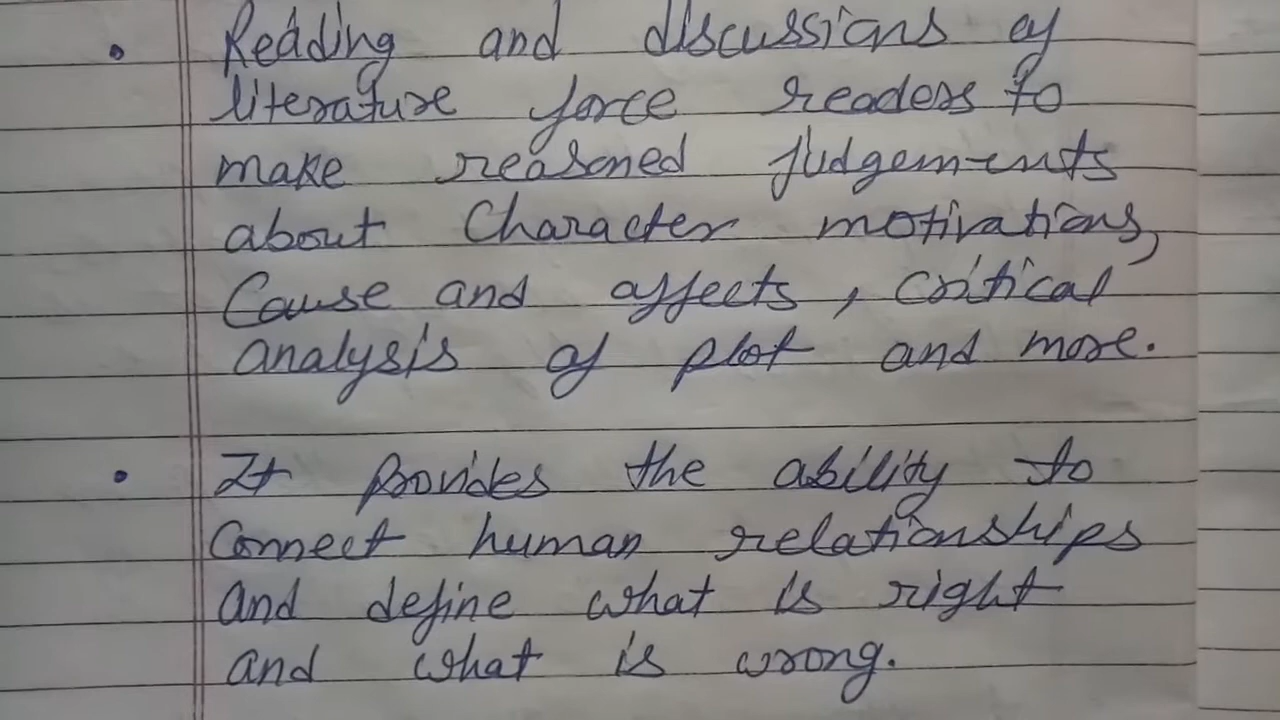 • Reading and discussions of
literature force readers to
make reasoned judgements
about Character motivations,
Cause and affects, critical
analysis of plot and more.
• It provides the ability to
Connect human relationships
and define what is right
and what is wrong.